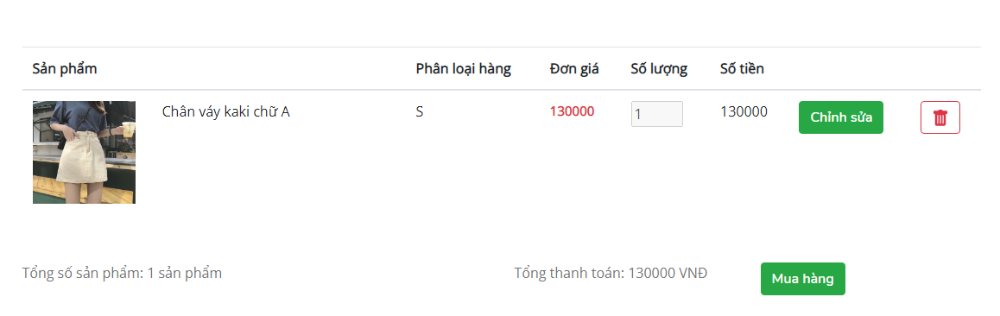 Sản phẩm Phân loại hàng Đơn giá Số lượng Số tiền
Chân váy kaki chữ A S 130000 1 130000 Chỉnh sửa
Tổng số sản phẩm: 1 sản phẩm Tổng thanh toán: 130000 VNĐ Mua hàng